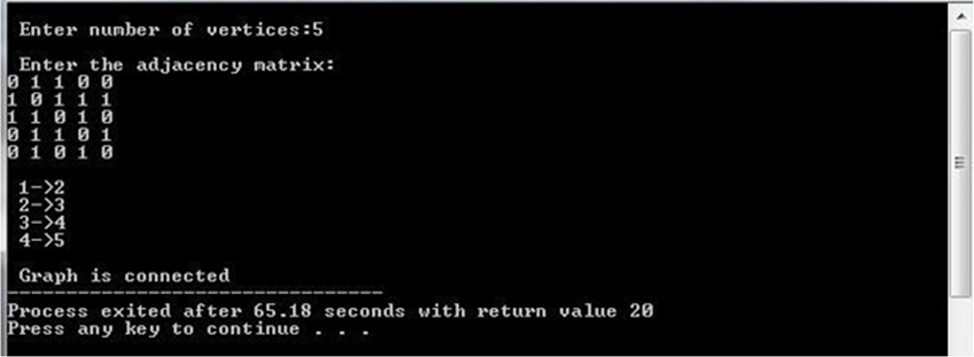 Enter number of vertices:5
Enter the adjacency matrix:
0 1 1 0 0
1 0 1 1 1
1 1 0 1 0
0 1 1 0 1
0 1 0 1 0
1->2
2->3
3->4
4->5
Graph is connected
--------------------------------
Process exited after 65.18 seconds with return value 20
Press any key to continue . . .